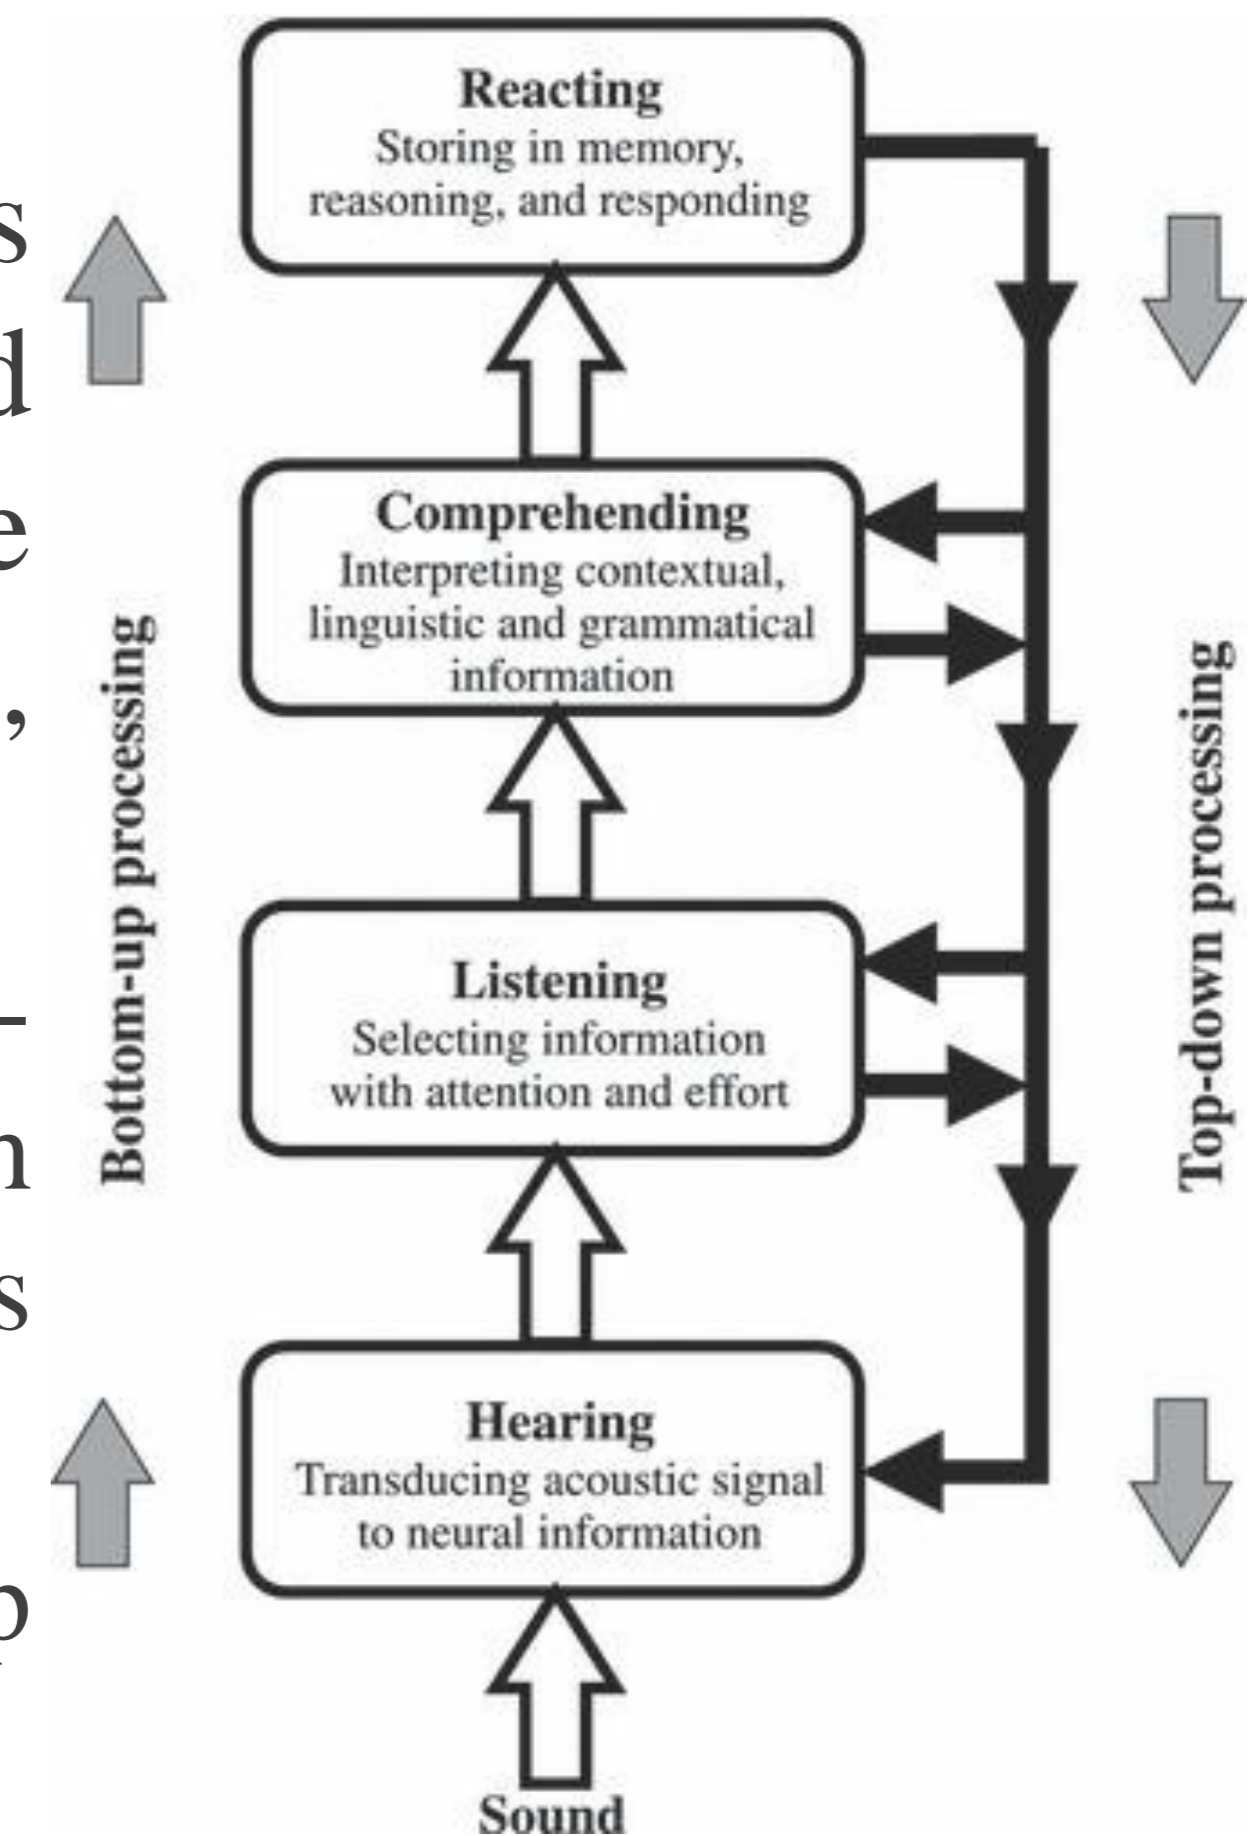 Reacting
Storing in memory,
reasoning, and responding
s
d
e
Comprehending
Interpreting contextual,
linguistic and grammatical
information
,
Bottom-up processing
Top-down processing
Listening
Selecting information
with attention and effort
-
n
s
Hearing
Transducing acoustic signal
to neural information
p
Sound